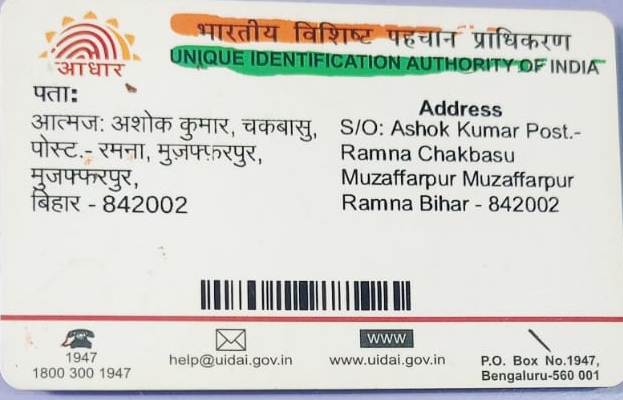 भारतीय विशिष्ट पहचान प्राधिकरण
UNIQUE IDENTIFICATION AUTHORITY OF INDIA
आधार
पता:
आत्मज: अशोक कुमार, चकबासु,
पोस्ट.- रमना, मुज़फ्फ़रपुर,
मुजफ्फरपुर,
बिहार - 842002
Address
S/O: Ashok Kumar Post.-
Ramna Chakbasu
Muzaffarpur Muzaffarpur
Ramna Bihar - 842002
1947
1800 300 1947
help@uidai.gov.in
WWW
www.uidai.gov.in
P.O. Box No.1947,
Bengaluru-560 001